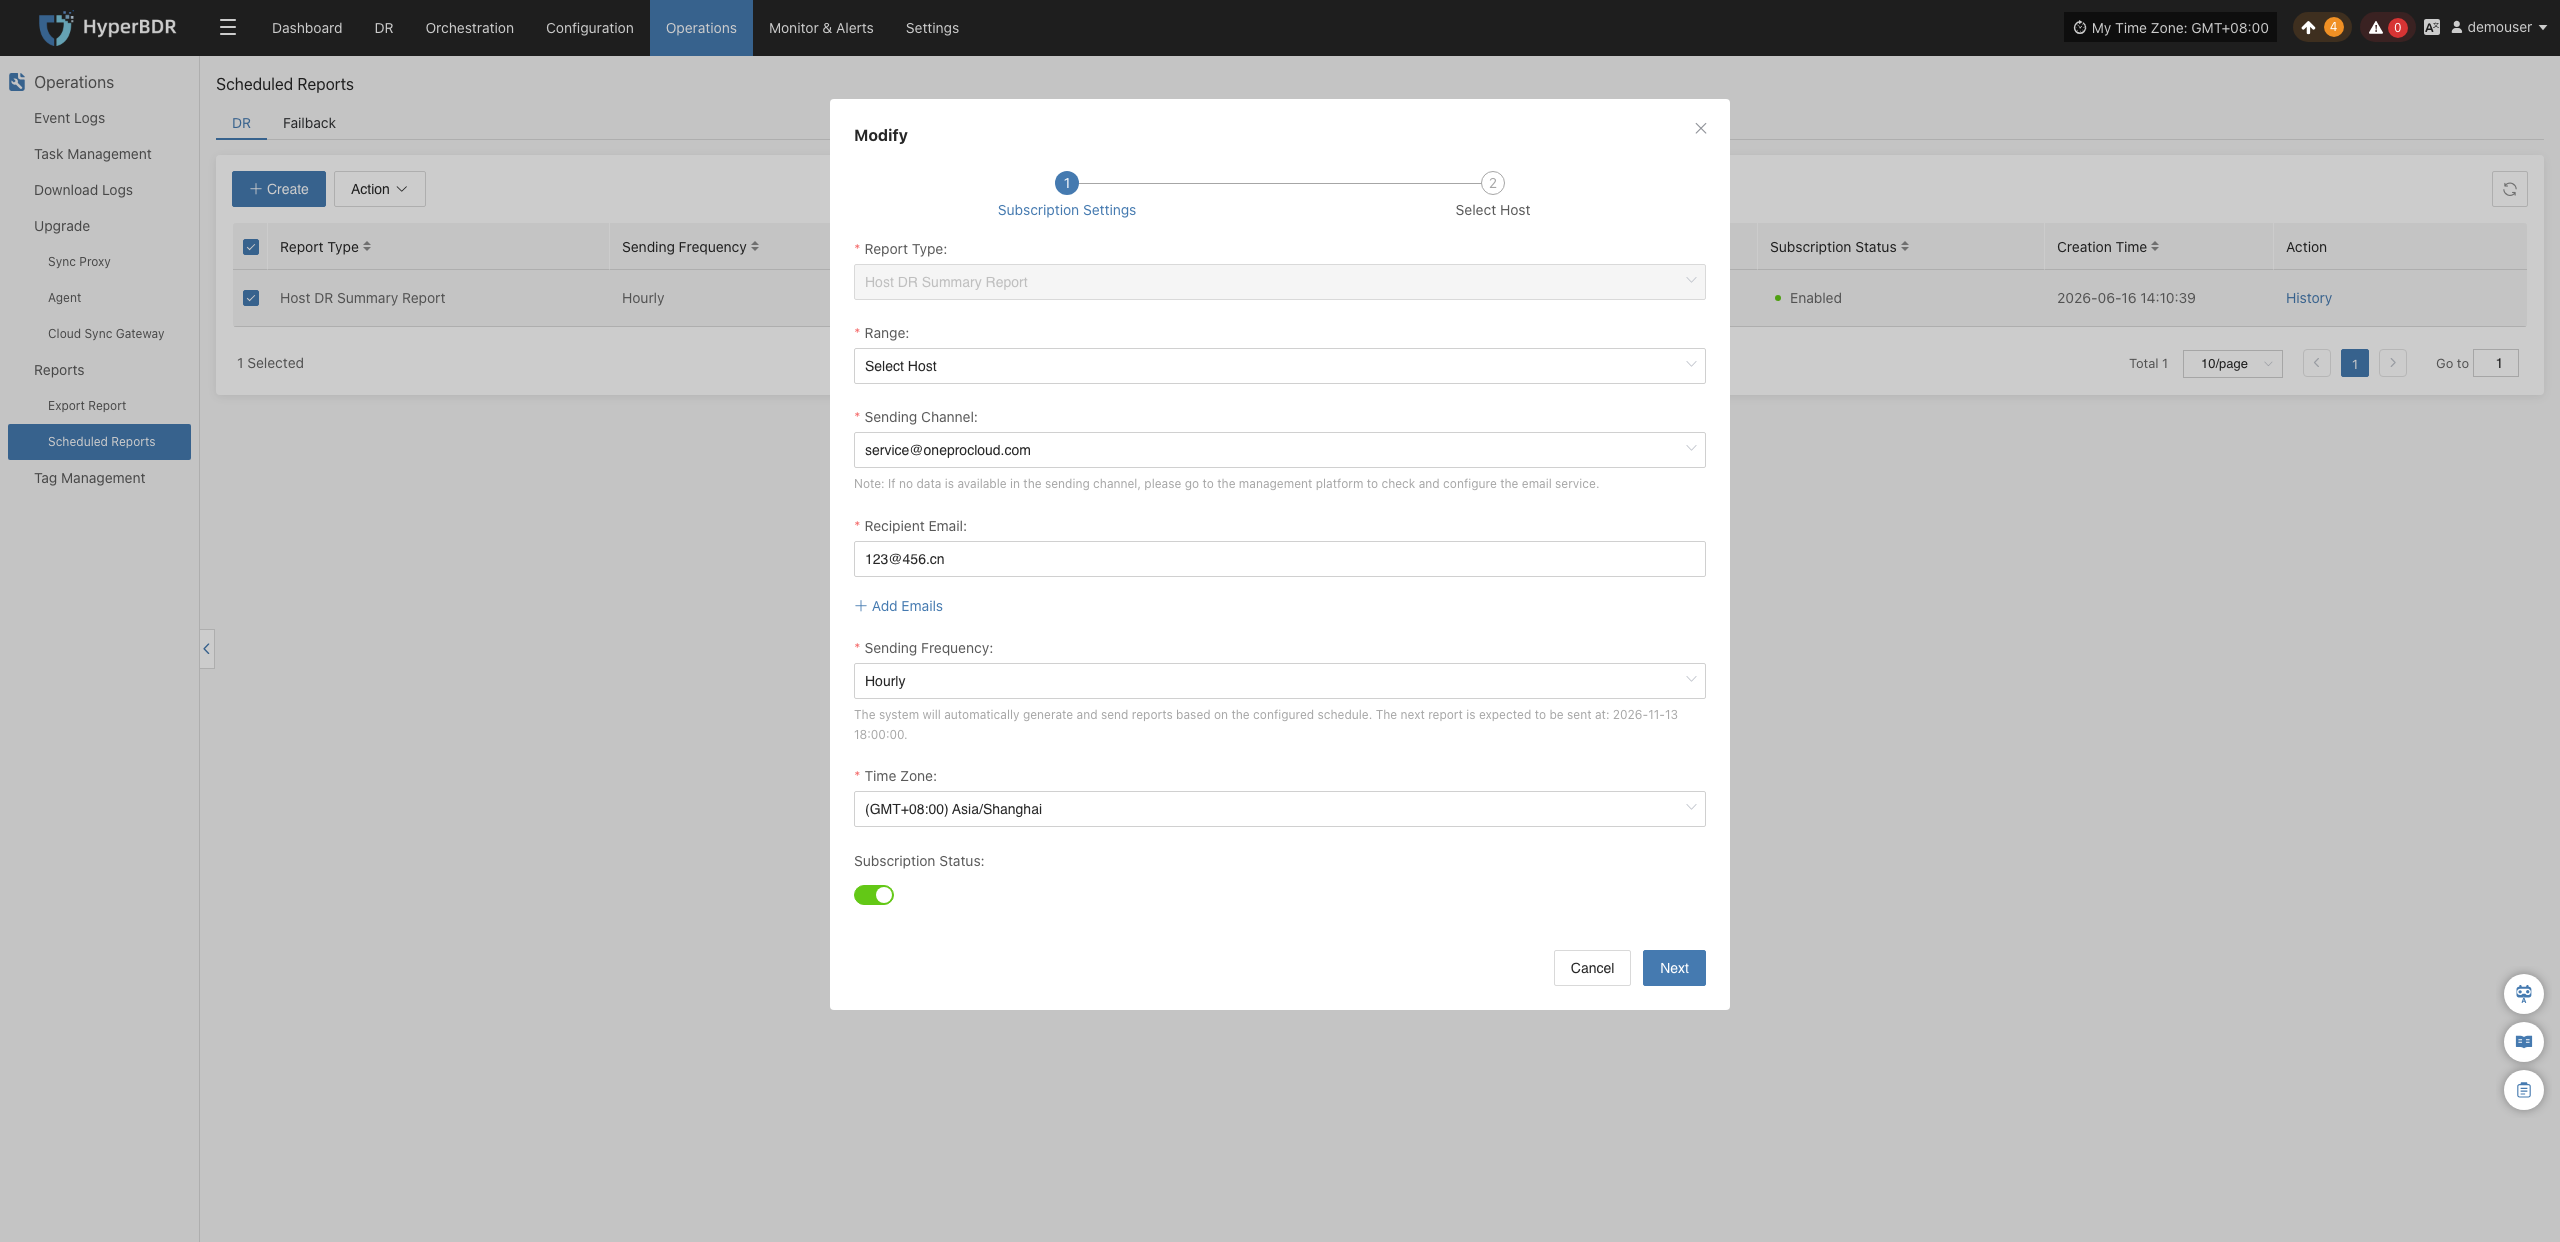 HyperBDR
Dashboard
DR
Orchestration
Configuration
Operations
Monitor & Alerts
Settings
My Time Zone: GMT+08:00
4
0
demouser
Operations
Event Logs
Task Management
Download Logs
Upgrade
Sync Proxy
Agent
Cloud Sync Gateway
Reports
Export Report
Scheduled Reports
Tag Management
Scheduled Reports
DR
Failback
Create
Action
Report Type
Sending Frequency
Subscription Status
Creation Time
Action
Host DR Summary Report
Hourly
Enabled
2026-06-16 14:10:39
History
1 Selected
Total 1
10/page
1
Go to
1
Modify
1
Subscription Settings
2
Select Host
* Report Type:
Host DR Summary Report
* Range:
Select Host
* Sending Channel:
service@oneprocloud.com
Note: If no data is available in the sending channel, please go to the management platform to check and configure the email service.
* Recipient Email:
123@456.cn
+ Add Emails
* Sending Frequency:
Hourly
The system will automatically generate and send reports based on the configured schedule. The next report is expected to be sent at: 2026-11-13
18:00:00.
* Time Zone:
(GMT+08:00) Asia/Shanghai
Subscription Status:
Cancel
Next